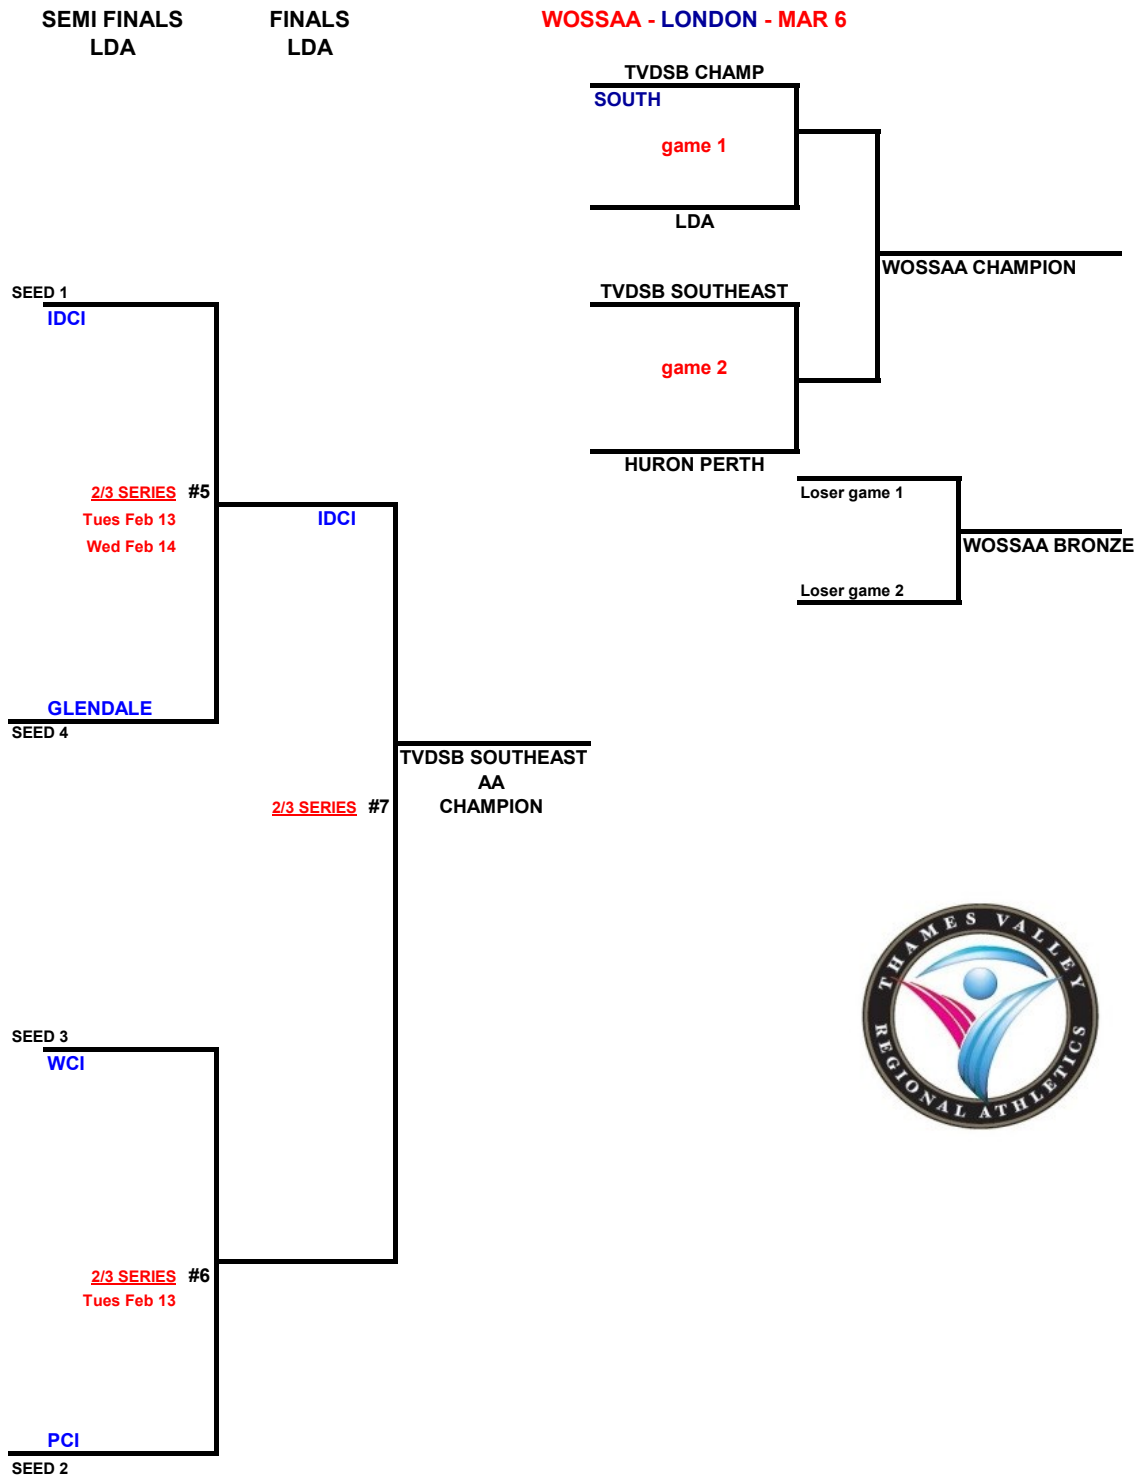 SEMI FINALS
LDA
FINALS
LDA
WOSSAA - LONDON - MAR 6
TVDSB CHAMP
SOUTH
game 1
LDA
WOSSAA CHAMPION
TVDSB SOUTHEAST
game 2
HURON PERTH
Loser game 1
WOSSAA BRONZE
Loser game 2
SEED 1
IDCI
2/3 SERIES #5
Tues Feb 13
Wed Feb 14
IDCI
GLENDALE
SEED 4
TVDSB SOUTHEAST
AA
CHAMPION
2/3 SERIES #7
SEED 3
WCI
2/3 SERIES #6
Tues Feb 13
PCI
SEED 2
THAMES VALLEY
REGIONAL ATHLETICS